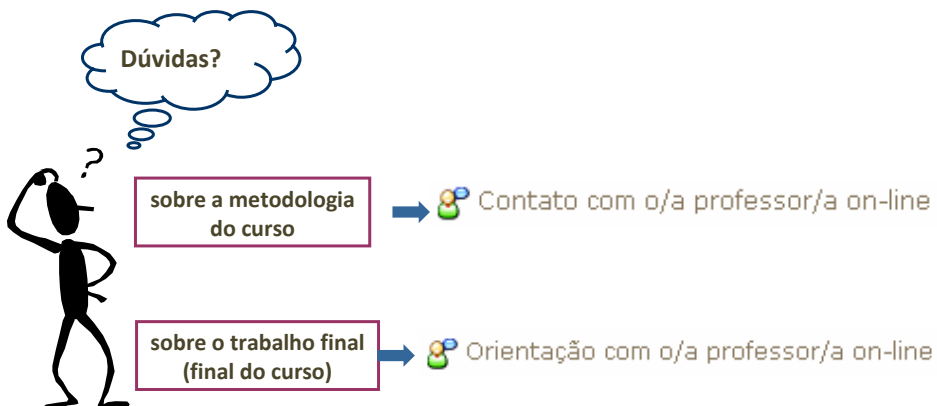 Dúvidas?
?
sobre a metodologia
do curso
Contato com o/a professor/a on-line
sobre o trabalho final
(final do curso)
Orientação com o/a professor/a on-line